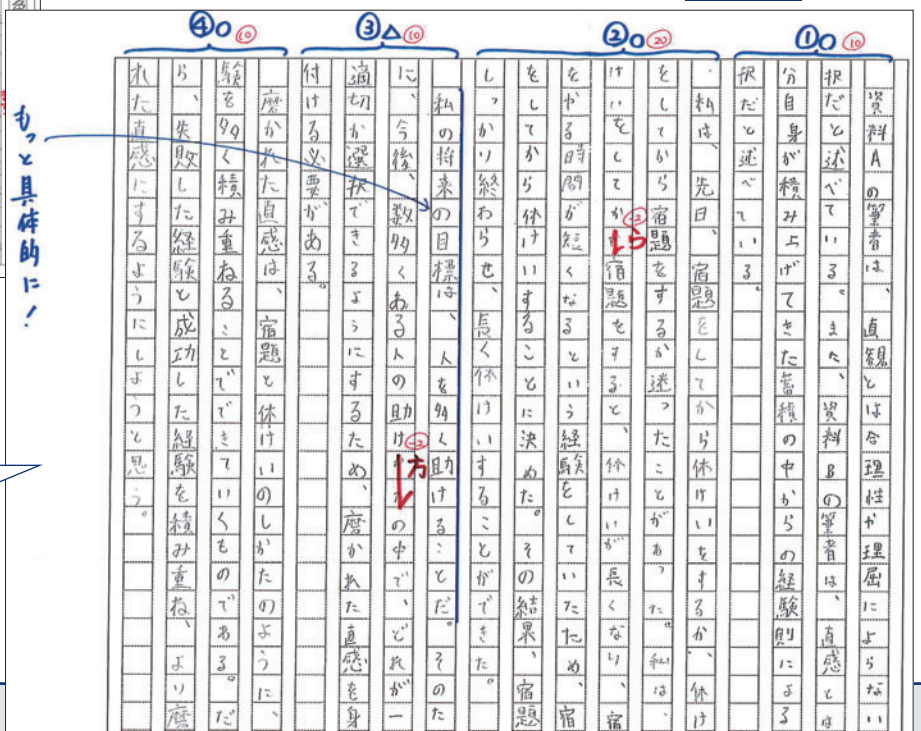 ④○⑩
③△⑩
②○⑳
①○⑩
資料Aの筆者は、直観とは合理性や理屈によらない
択だと述べている。また、資料Bの筆者は、直感とは
分自身が積み上げてきた蓄積の中からの経験則による
択だと述べている。
私は、先日、宿題をしてから休けいをするか、休け
をしてから宿題をするか迷ったことがあった。私は、
けいをしてから宿題をすると、休けいが長くなり、宿
をやる時間が短くなるという経験をしていたため、宿
をしてから休けいすることに決めた。その結果、宿題
しっかり終わらせ、長く休けいすることができた。
私の将来の目標は、人を多く助けることだ。そのた
に、今後、数多くある人の助けの中で、どれが一
適切か選択できるようにするため、磨かれた直感を身
付ける必要がある。
磨かれた直感は、宿題と休けいのしかたのように、
験を多く積み重ねることでできていくものである。だ
ら、失敗した経験と成功した経験を積み重ね、より磨
れた直感にするようにしようと思う。
もっと具体的に!
-2
ら
-2
方